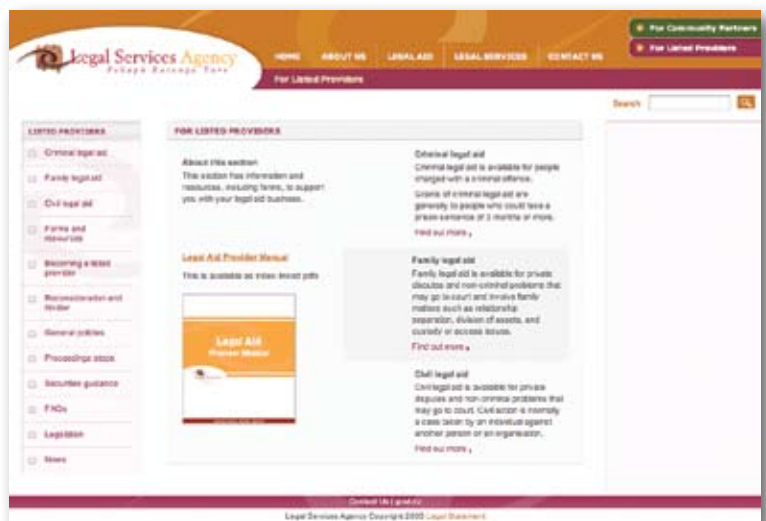 For Community Partners
For Listed Providers
Legal Services Agency
HOME ABOUT US LEGAL AID LEGAL SERVICES CONTACT US
For Listed Providers
Search
LISTED PROVIDERS
Criminal legal aid
Family legal aid
Civil legal aid
Forms and
resources
Becoming a listed
provider
Reconsideration and
Review
General policies
Proceedings steps
Securities guidance
FAQs
Legislation
News
FOR LISTED PROVIDERS
About this section
This section has information and
resources, including forms, to support
you with your legal aid business.
Legal Aid Provider Manual
This is available as index linked pdfs
Legal Aid
Provider Manual
Criminal legal aid
Criminal legal aid is available for people
charged with a criminal offence.
Grants of criminal legal aid are
generally to people who could face a
prison sentence of 3 months or more.
Find out more
Family legal aid
Family legal aid is available for private
disputes and non-criminal problems that
may go to court and involve family
matters such as relationship
separation, division of assets, and
custody or access issues.
Find out more
Civil legal aid
Civil legal aid is available for private
disputes and non-criminal problems that
may go to court. Civil action is normally
a case taken by an individual against
another person or an organisation.
Find out more
Contact Us | govt.nz
Legal Services Agency Copyright Legal Statement